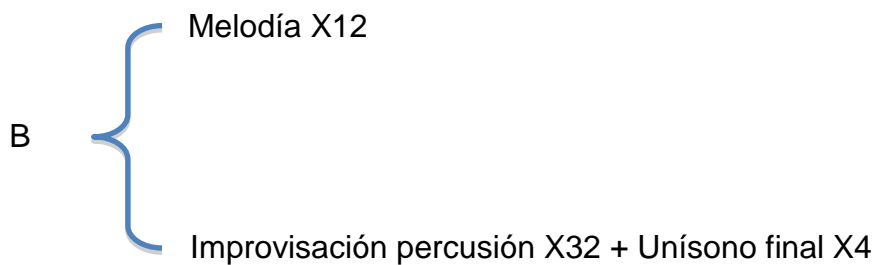 Melodía X12
B
Improvisación percusión X32 + Unísono final X4